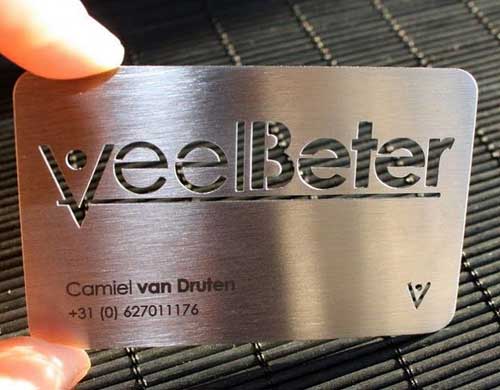 veelBeter
Camiel van Druten
+31 (0) 627011176